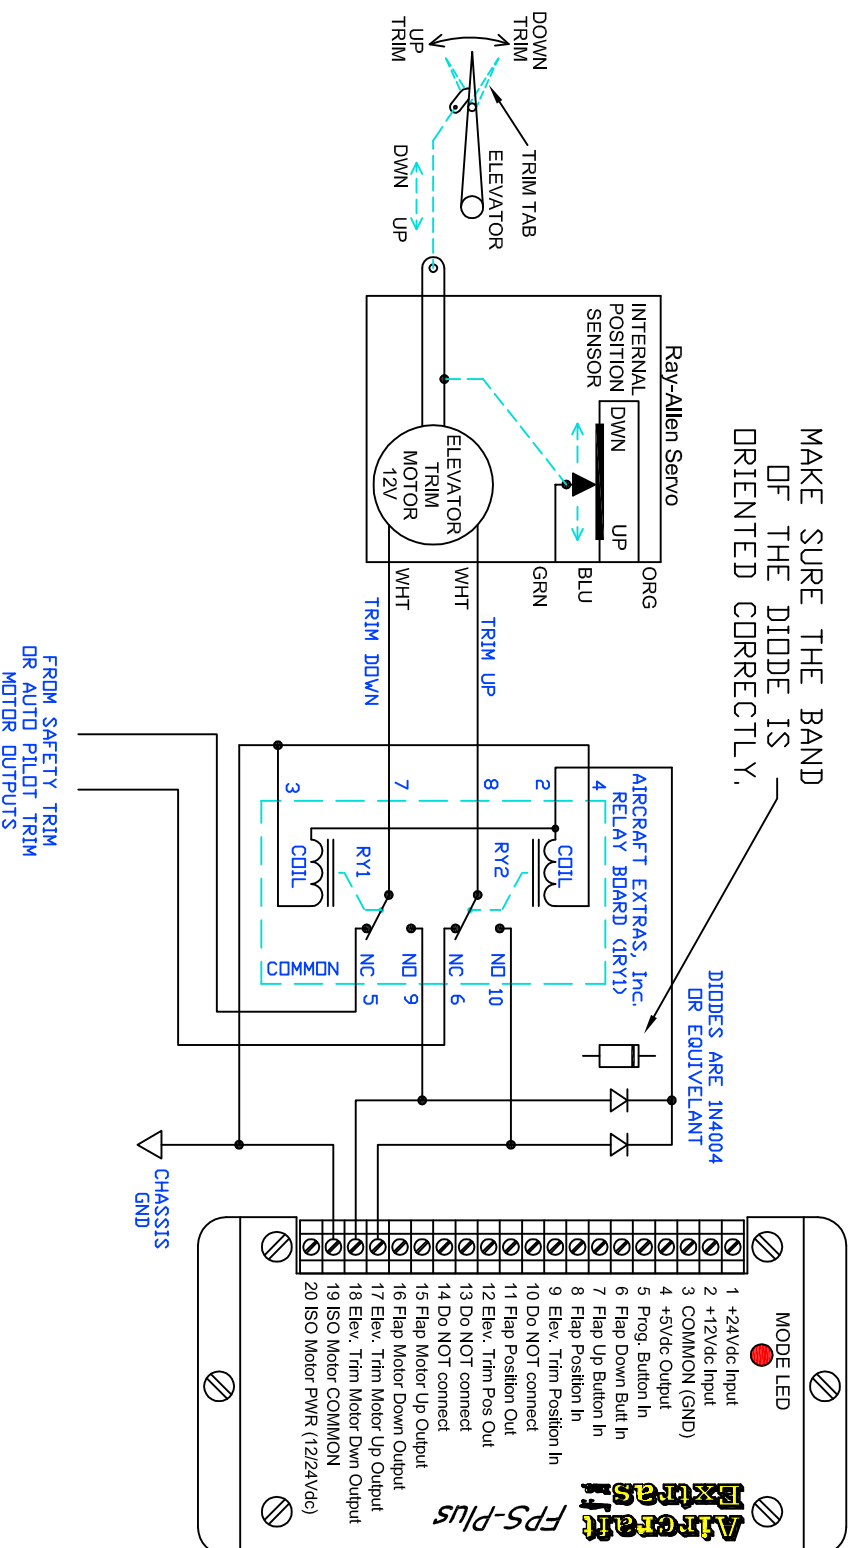 MAKE SURE THE BAND
OF THE DIODE IS
ORIENTED CORRECTLY.
DOWN
TRIM
UP
TRIM
TRIM TAB
ELEVATOR
DWN
UP
Ray-Allen Servo
INTERNAL
POSITION
SENSOR
DWN
UP
ELEVATOR
TRIM
MOTOR
12V
ORG
BLU
GRN
WHT
WHT
TRIM UP
TRIM DOWN
AIRCRAFT EXTRAS, Inc.
RELAY BOARD (1RY1)
4
2
8
7
3
COIL
RY2
RY1
COIL
NO 10
NC 6
NO 9
NC 5
COMMON
FROM SAFETY TRIM
OR AUTO PILOT TRIM
MOTOR OUTPUTS
DIODES ARE 1N4004
OR EQUIVELANT
CHASSIS
GND
MODE LED
1 +24Vdc Input
2 +12Vdc Input
3 COMMON (GND)
4 +5Vdc Output
5 Prog. Button In
6 Flap Down Butt In
7 Flap Up Button In
8 Flap Position In
9 Elev. Trim Position In
10 Do NOT connect
11 Flap Position Out
12 Elev. Trim Pos Out
13 Do NOT connect
14 Do NOT connect
15 Flap Motor Up Output
16 Flap Motor Down Output
17 Elev. Trim Motor Up Output
18 Elev. Trim Motor Dwn Output
19 ISO Motor COMMON
20 ISO Motor PWR (12/24Vdc)
Aircraft
Extras
FPS-Plus